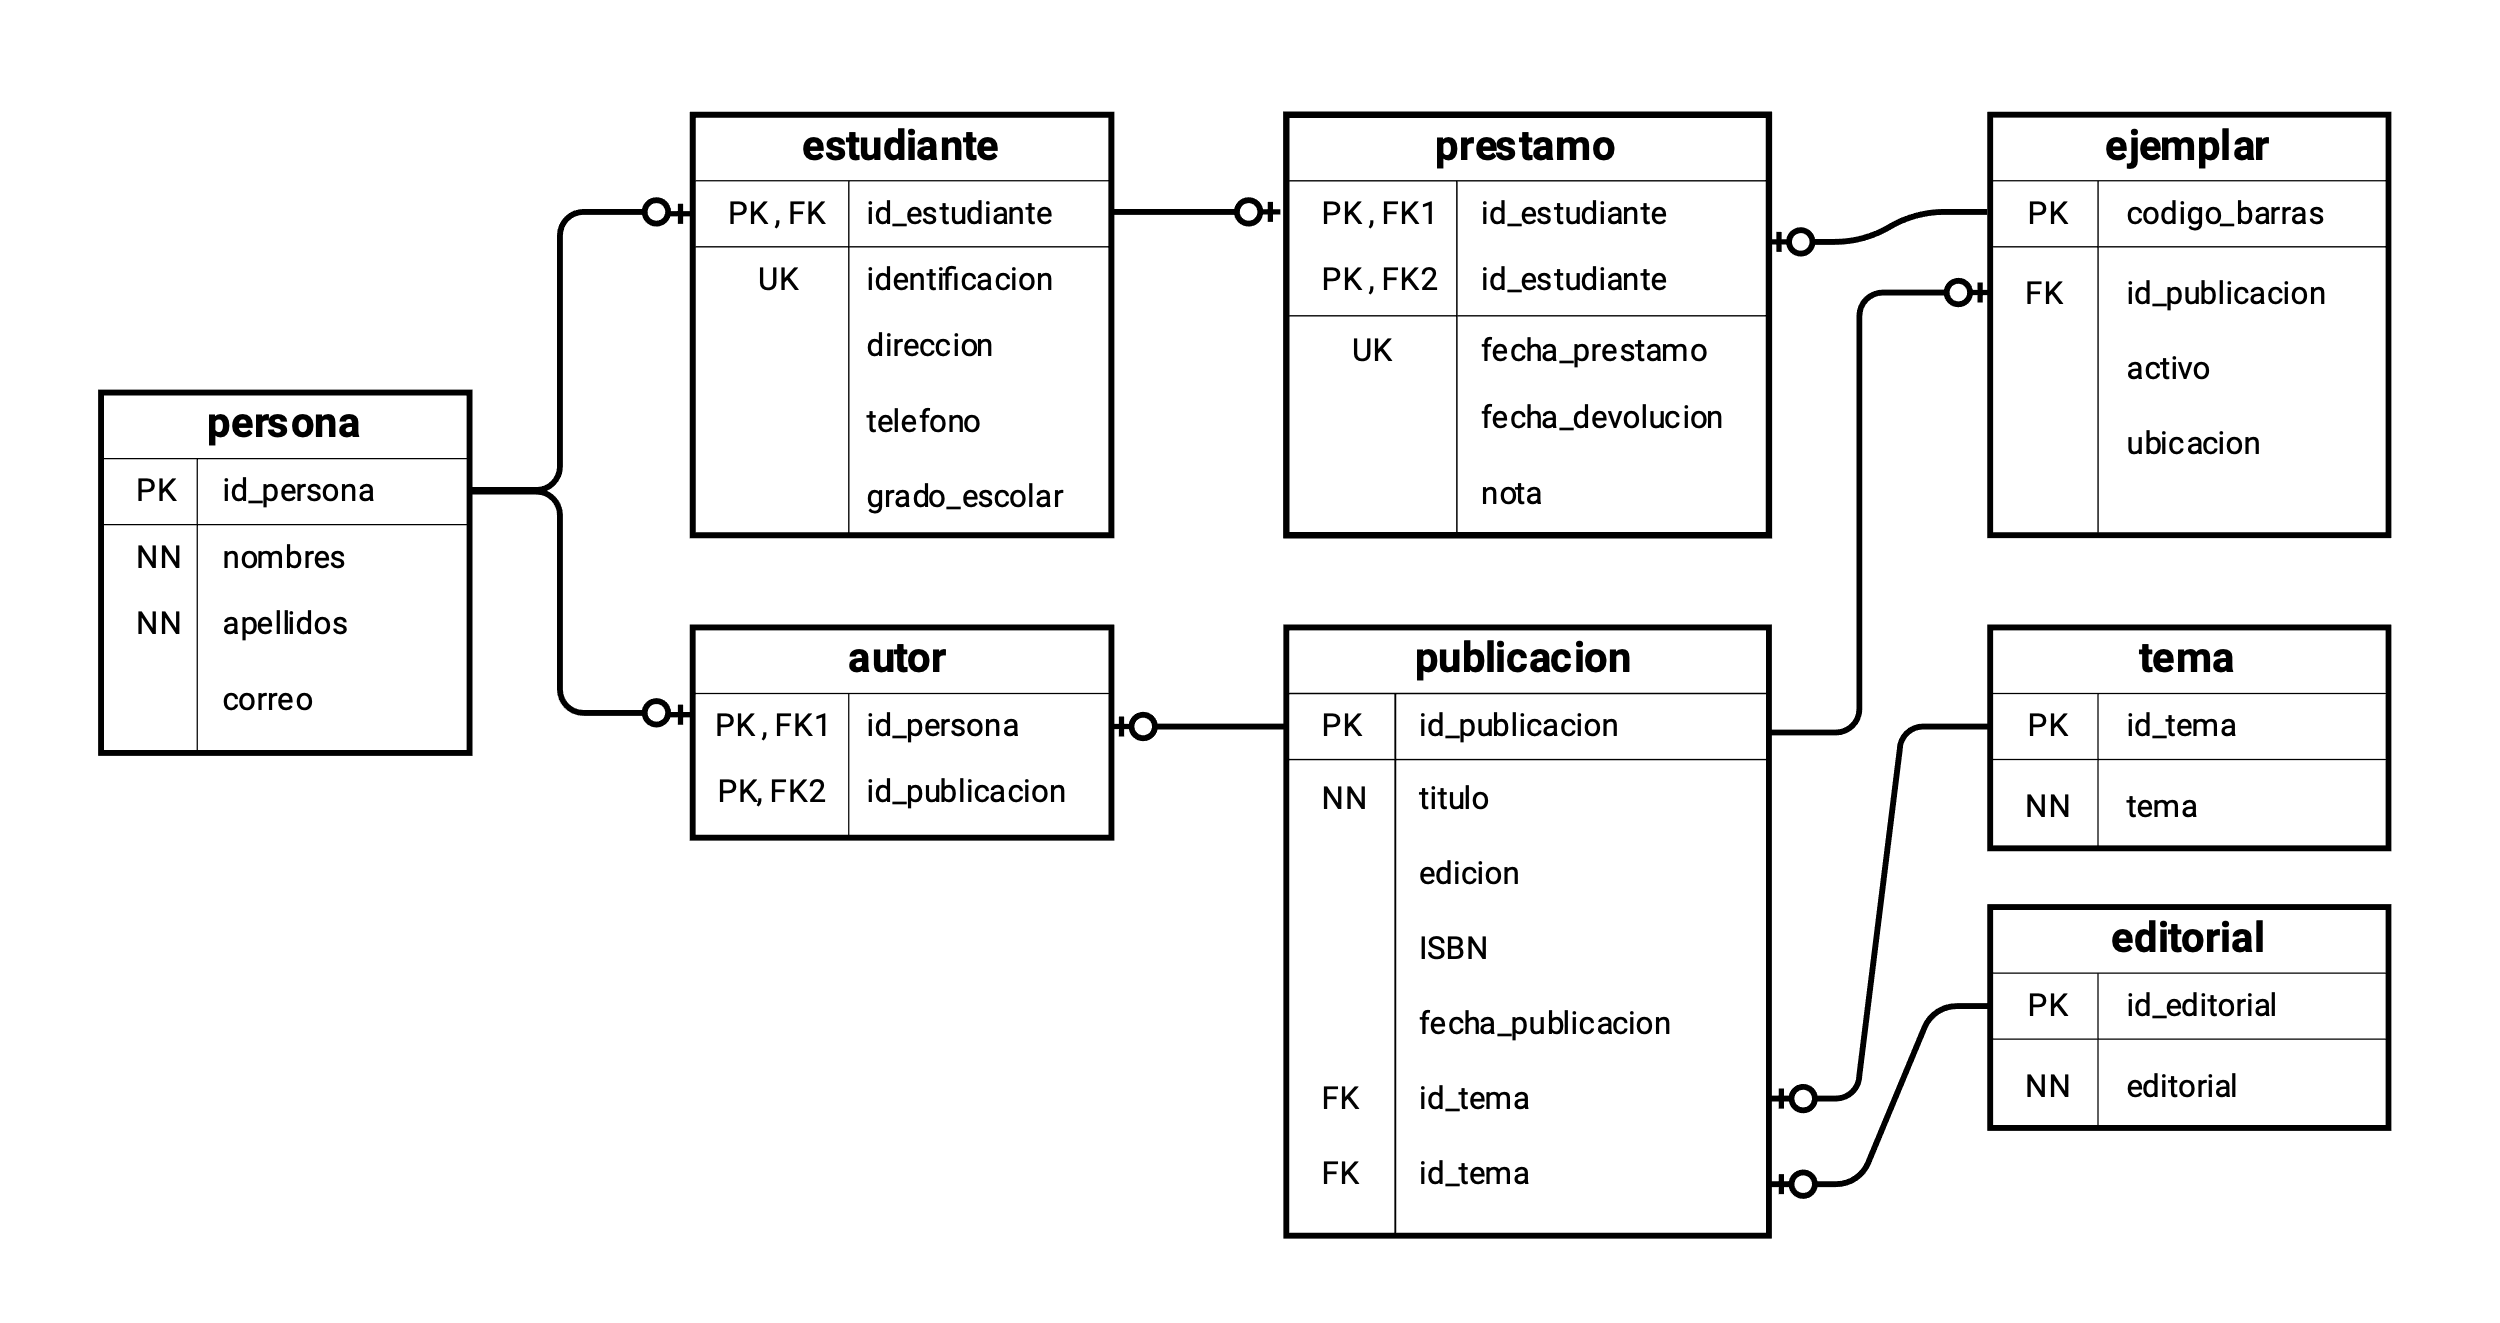 persona
PK id_persona
NN nombres
NN apellidos
correo
estudiante
PK, FK id_estudiante
UK identificacion
direccion
telefono
grado_escolar
prestamo
PK, FK1 id_estudiante
PK, FK2 id_estudiante
UK fecha_prestamo
fecha_devolucion
nota
ejemplar
PK codigo_barras
FK id_publicacion
activo
ubicacion
autor
PK, FK1 id_persona
PK, FK2 id_publicacion
publicacion
PK id_publicacion
NN titulo
edicion
ISBN
fecha_publicacion
FK id_tema
FK id_tema
tema
PK id_tema
NN tema
editorial
PK id_editorial
NN editorial